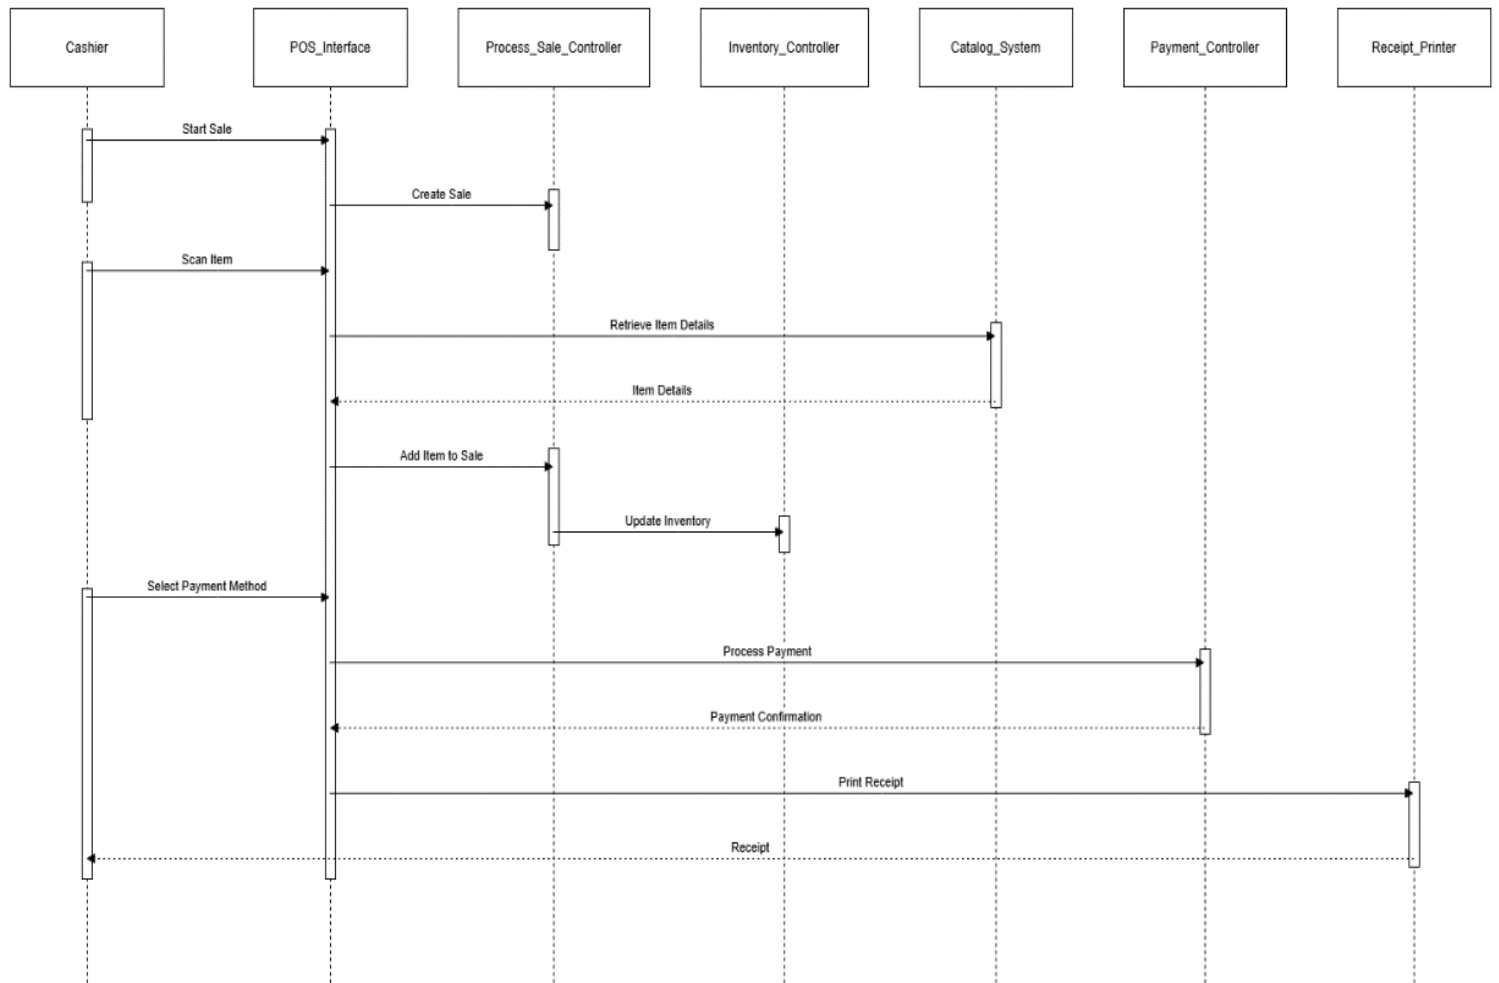 Cashier
POS_Interface
Process_Sale_Controller
Inventory_Controller
Catalog_System
Payment_Controller
Receipt_Printer
Start Sale
Create Sale
Scan Item
Retrieve Item Details
Item Details
Add Item to Sale
Update Inventory
Select Payment Method
Process Payment
Payment Confirmation
Print Receipt
Receipt